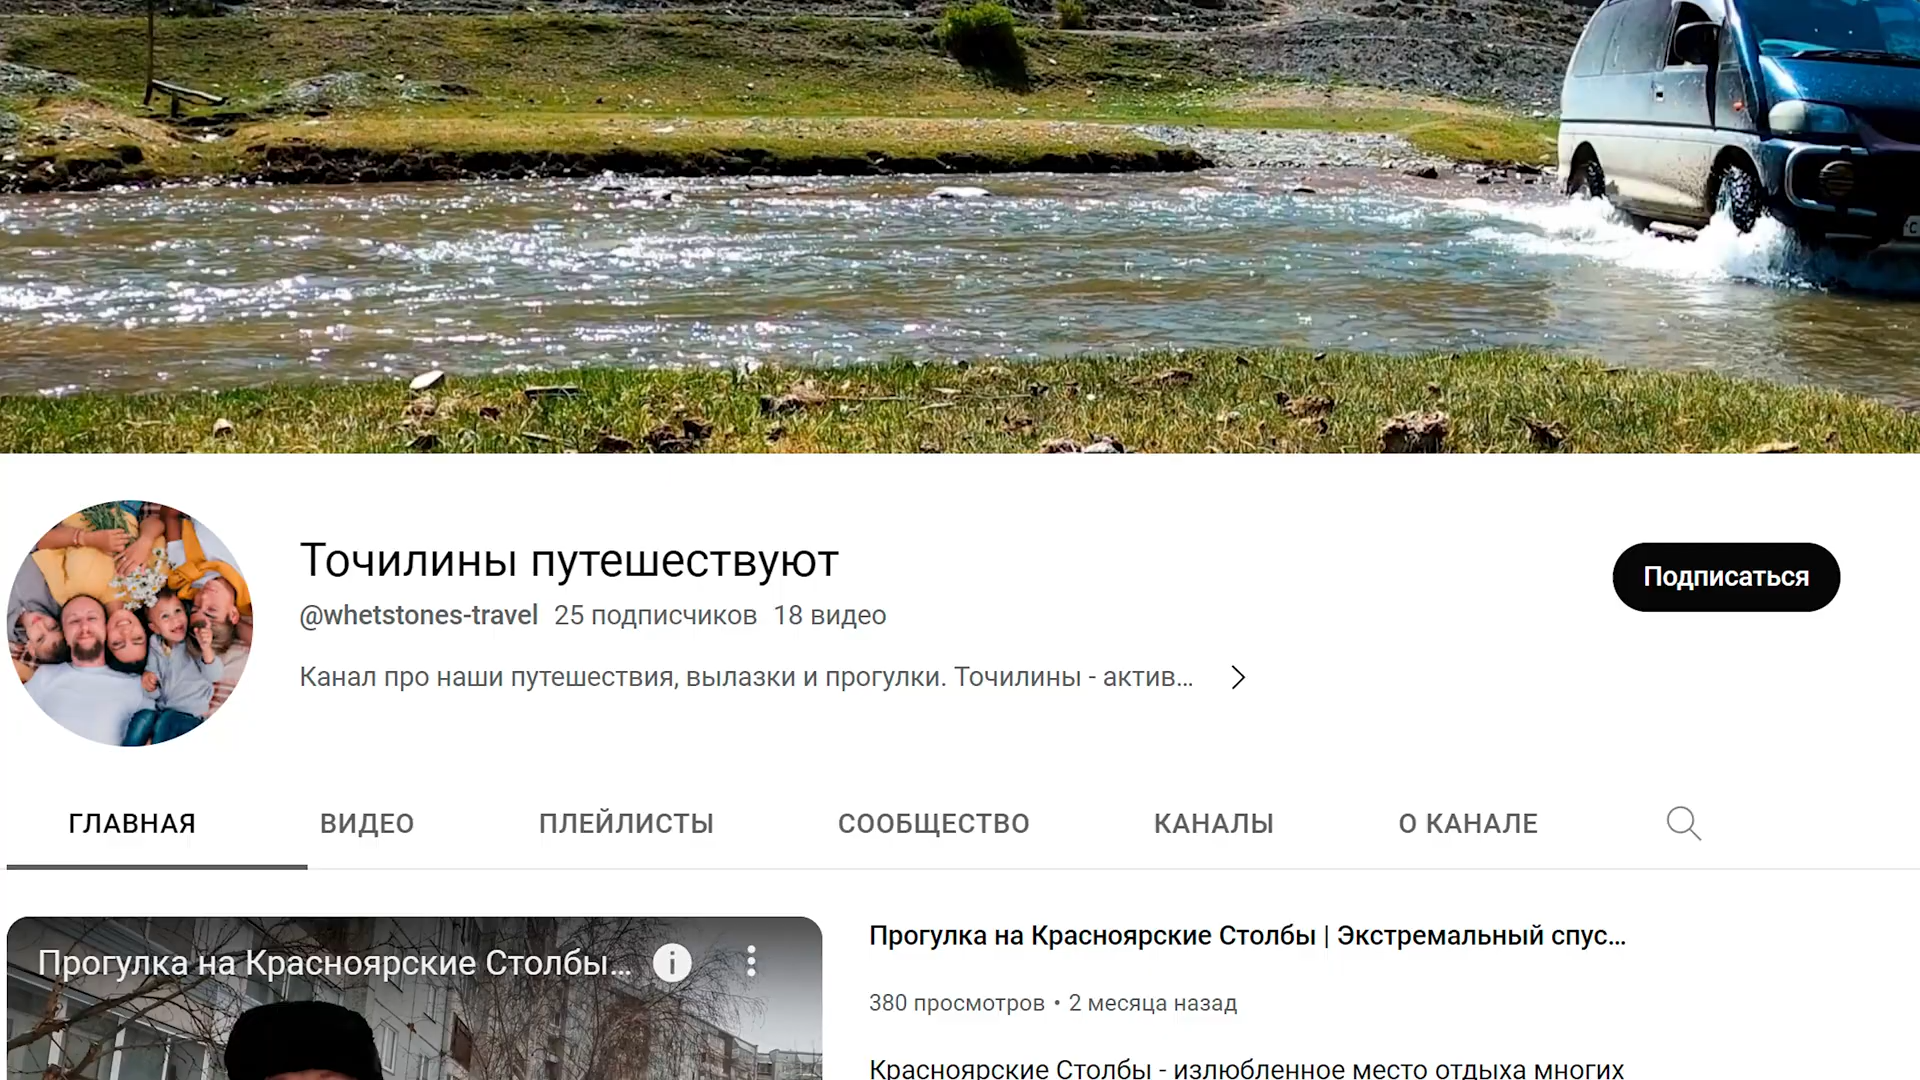 Точилины путешествуют
Подписаться
@whetstones-travel 25 подписчиков 18 видео
Канал про наши путешествия, вылазки и прогулки. Точилины - актив...
ГЛАВНАЯ ВИДЕО ПЛЕЙЛИСТЫ СООБЩЕСТВО КАНАЛЫ О КАНАЛЕ
Прогулка на Красноярские Столбы...
Прогулка на Красноярские Столбы | Экстремальный спус...
380 просмотров • 2 месяца назад
Красноярские Столбы - излюбленное место отдыха многих